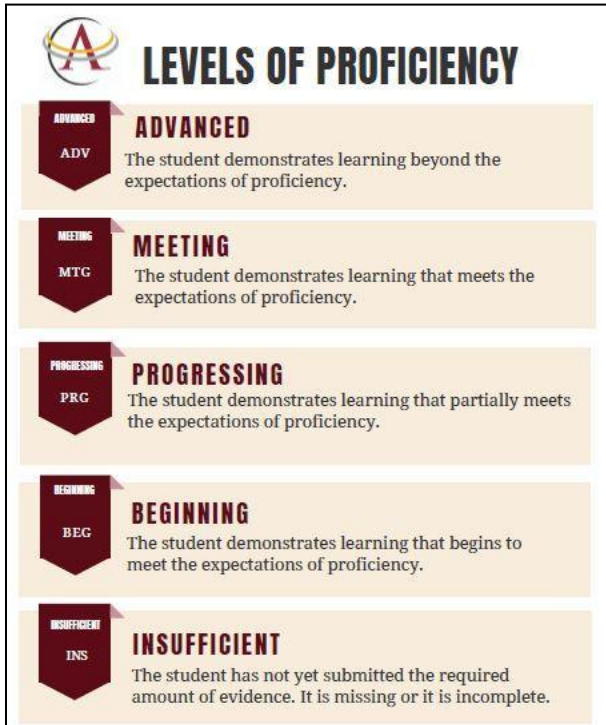 A
LEVELS OF PROFICIENCY
ADVANCED
ADV
ADVANCED
The student demonstrates learning beyond the
expectations of proficiency.
MEETING
MTG
MEETING
The student demonstrates learning that meets the
expectations of proficiency.
PROGRESSING
PRG
PROGRESSING
The student demonstrates learning that partially meets
the expectations of proficiency.
BEGINNING
BEG
BEGINNING
The student demonstrates learning that begins to
meet the expectations of proficiency.
INSUFFICIENT
INS
INSUFFICIENT
The student has not yet submitted the required
amount of evidence. It is missing or it is incomplete.